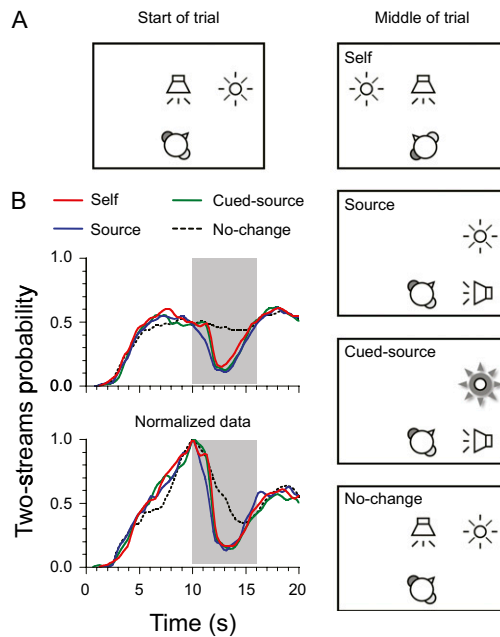 A
Start of trial
Middle of trial
Self
B
Self
Cued-source
Source
No-change
Source
Two-streams probability
1.0
0.5
0.0
Cued-source
Normalized data
1.0
0.5
0.0
No-change
0 5 10 15 20
Time (s)